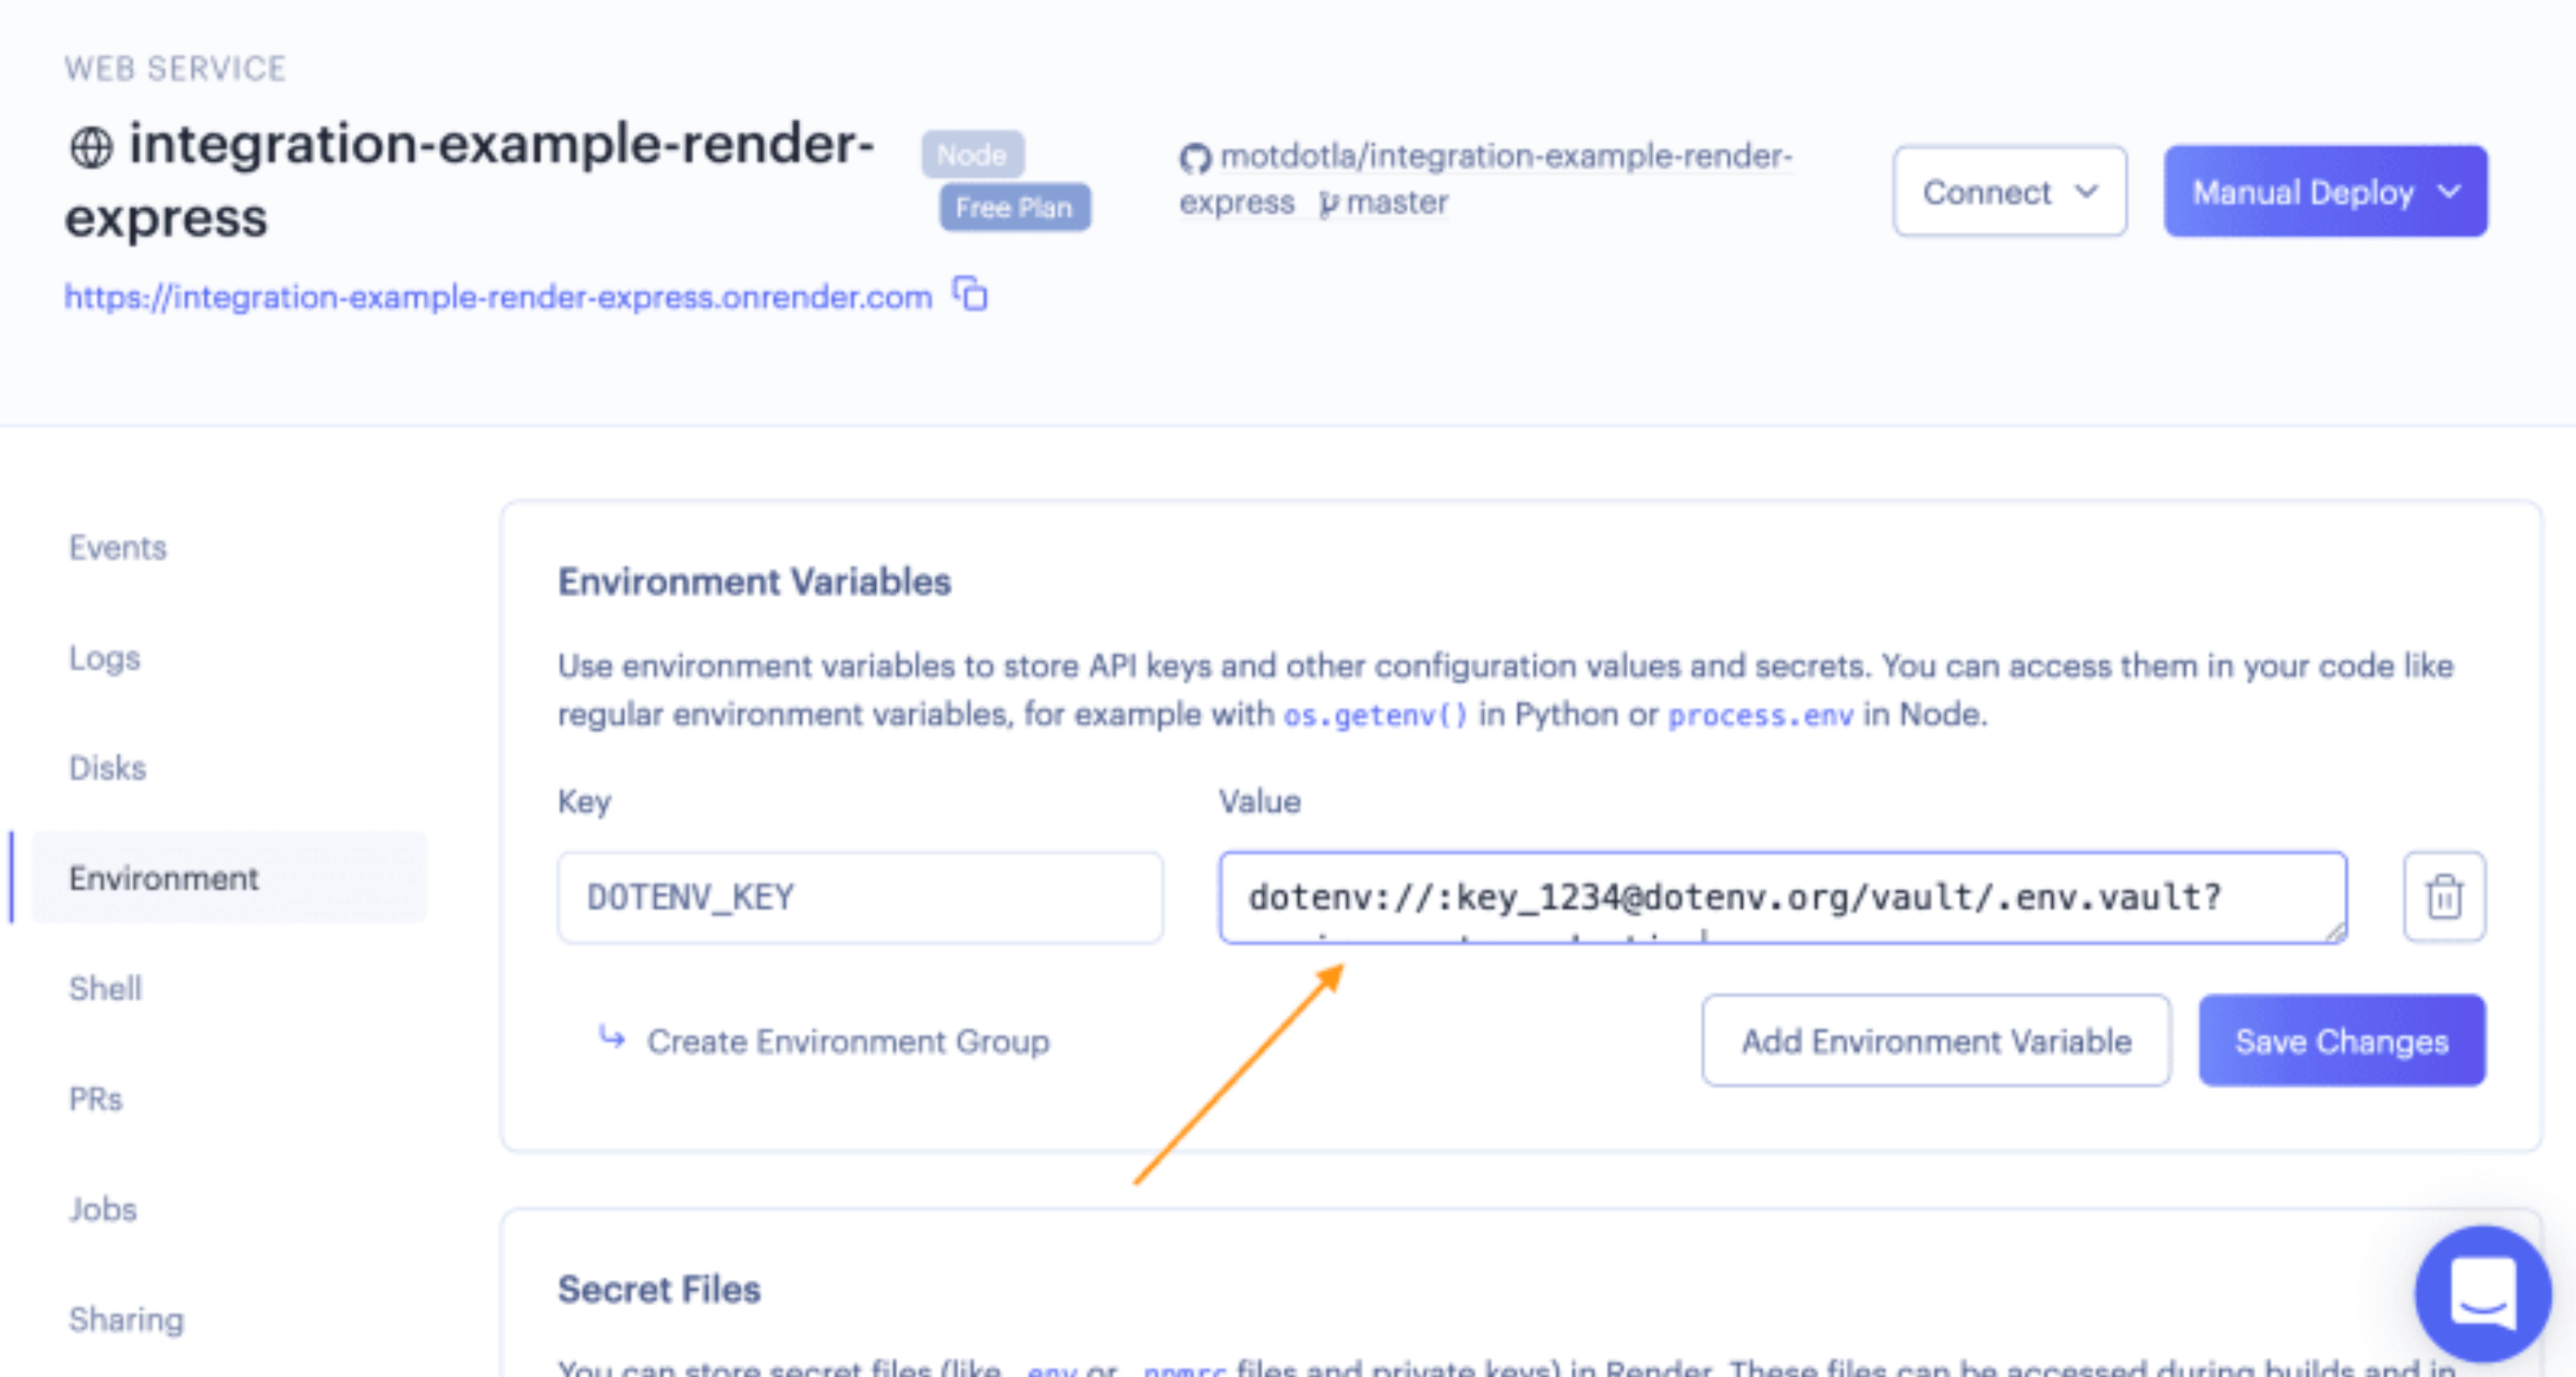 WEB SERVICE
integration-example-render-
express
Node
Free Plan
motdotla/integration-example-render-
express master
Connect
Manual Deploy
https://integration-example-render-express.onrender.com
Events
Logs
Disks
Environment
Shell
PRs
Jobs
Sharing
Environment Variables
Use environment variables to store API keys and other configuration values and secrets. You can access them in your code like
regular environment variables, for example with os.getenv() in Python or process.env in Node.
Key
Value
DOTENV_KEY
dotenv://:key_1234@dotenv.org/vault/.env.vault?
Create Environment Group
Add Environment Variable
Save Changes
Secret Files
You can store secret files (like .env or .npmrc files and private keys) in Render. These files can be accessed during builds and in